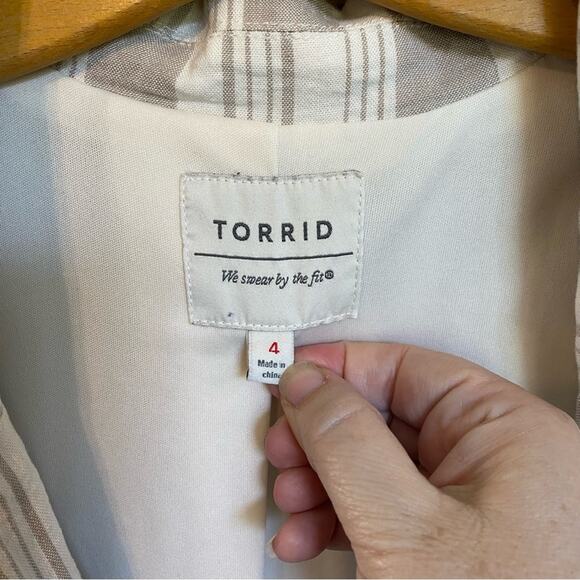 TORRID
We swear by the fit®
4
Made in
china